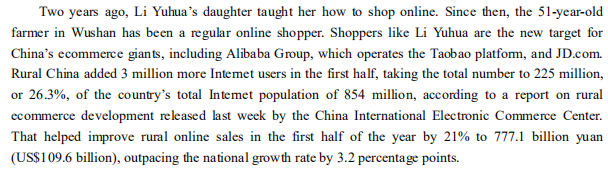 Two years ago, Li Yuhua's daughter taught her how to shop online. Since then, the 51-year-old
farmer in Wushan has been a regular online shopper. Shoppers like Li Yuhua are the new target for
China's ecommerce giants, including Alibaba Group, which operates the Taobao platform, and JD.com.
Rural China added 3 million more Internet users in the first half, taking the total number to 225 million,
or 26.3%, of the country's total Internet population of 854 million, according to a report on rural
ecommerce development released last week by the China International Electronic Commerce Center.
That helped improve rural online sales in the first half of the year by 21% to 777.1 billion yuan
(US$109.6 billion), outpacing the national growth rate by 3.2 percentage points.